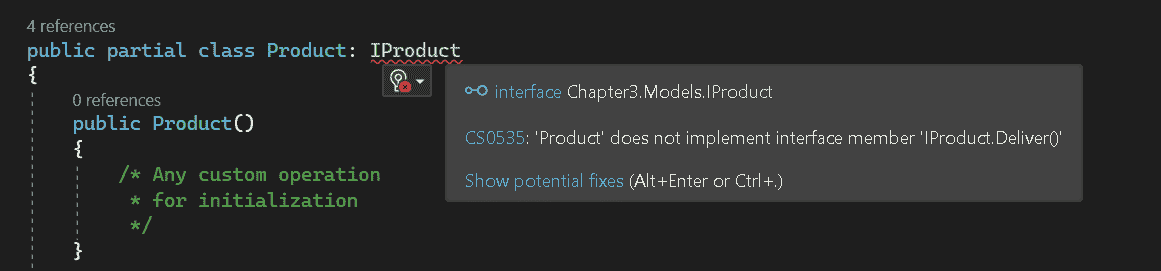 4 references
public partial class Product: IProduct
{
interface Chapter3.Models.IProduct
0 references
public Product()
CS0535: 'Product' does not implement interface member 'IProduct.Deliver()'
{
/* Any custom operation
Show potential fixes (Alt+Enter or Ctrl+.)
* for initialization
*/
}